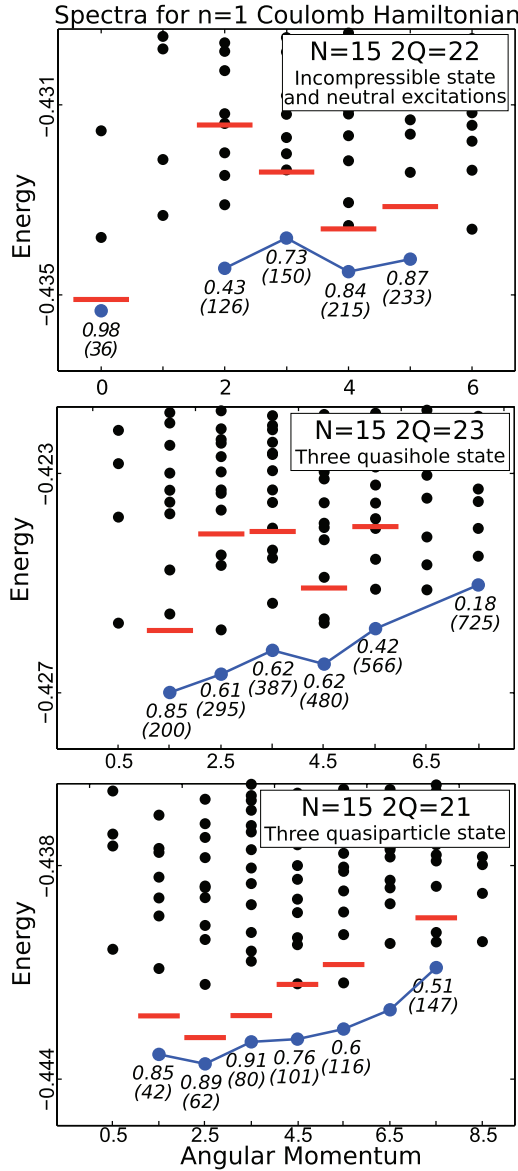 Spectra for n=1 Coulomb Hamiltonian
N=15 2Q=22
Incompressible state
and neutral excitations
−0.431
−0.435
Energy
0.98
(36)
0.43
(126)
0.73
(150)
0.84
(215)
0.87
(233)
0 2 4 6
N=15 2Q=23
Three quasihole state
−0.423
−0.427
Energy
0.85
(200)
0.61
(295)
0.62
(387)
0.62
(480)
0.42
(566)
0.18
(725)
0.5 2.5 4.5 6.5
N=15 2Q=21
Three quasiparticle state
−0.438
−0.444
Energy
0.85
(42)
0.89
(62)
0.91
(80)
0.76
(101)
0.6
(116)
0.51
(147)
0.5 2.5 4.5 6.5 8.5
Angular Momentum